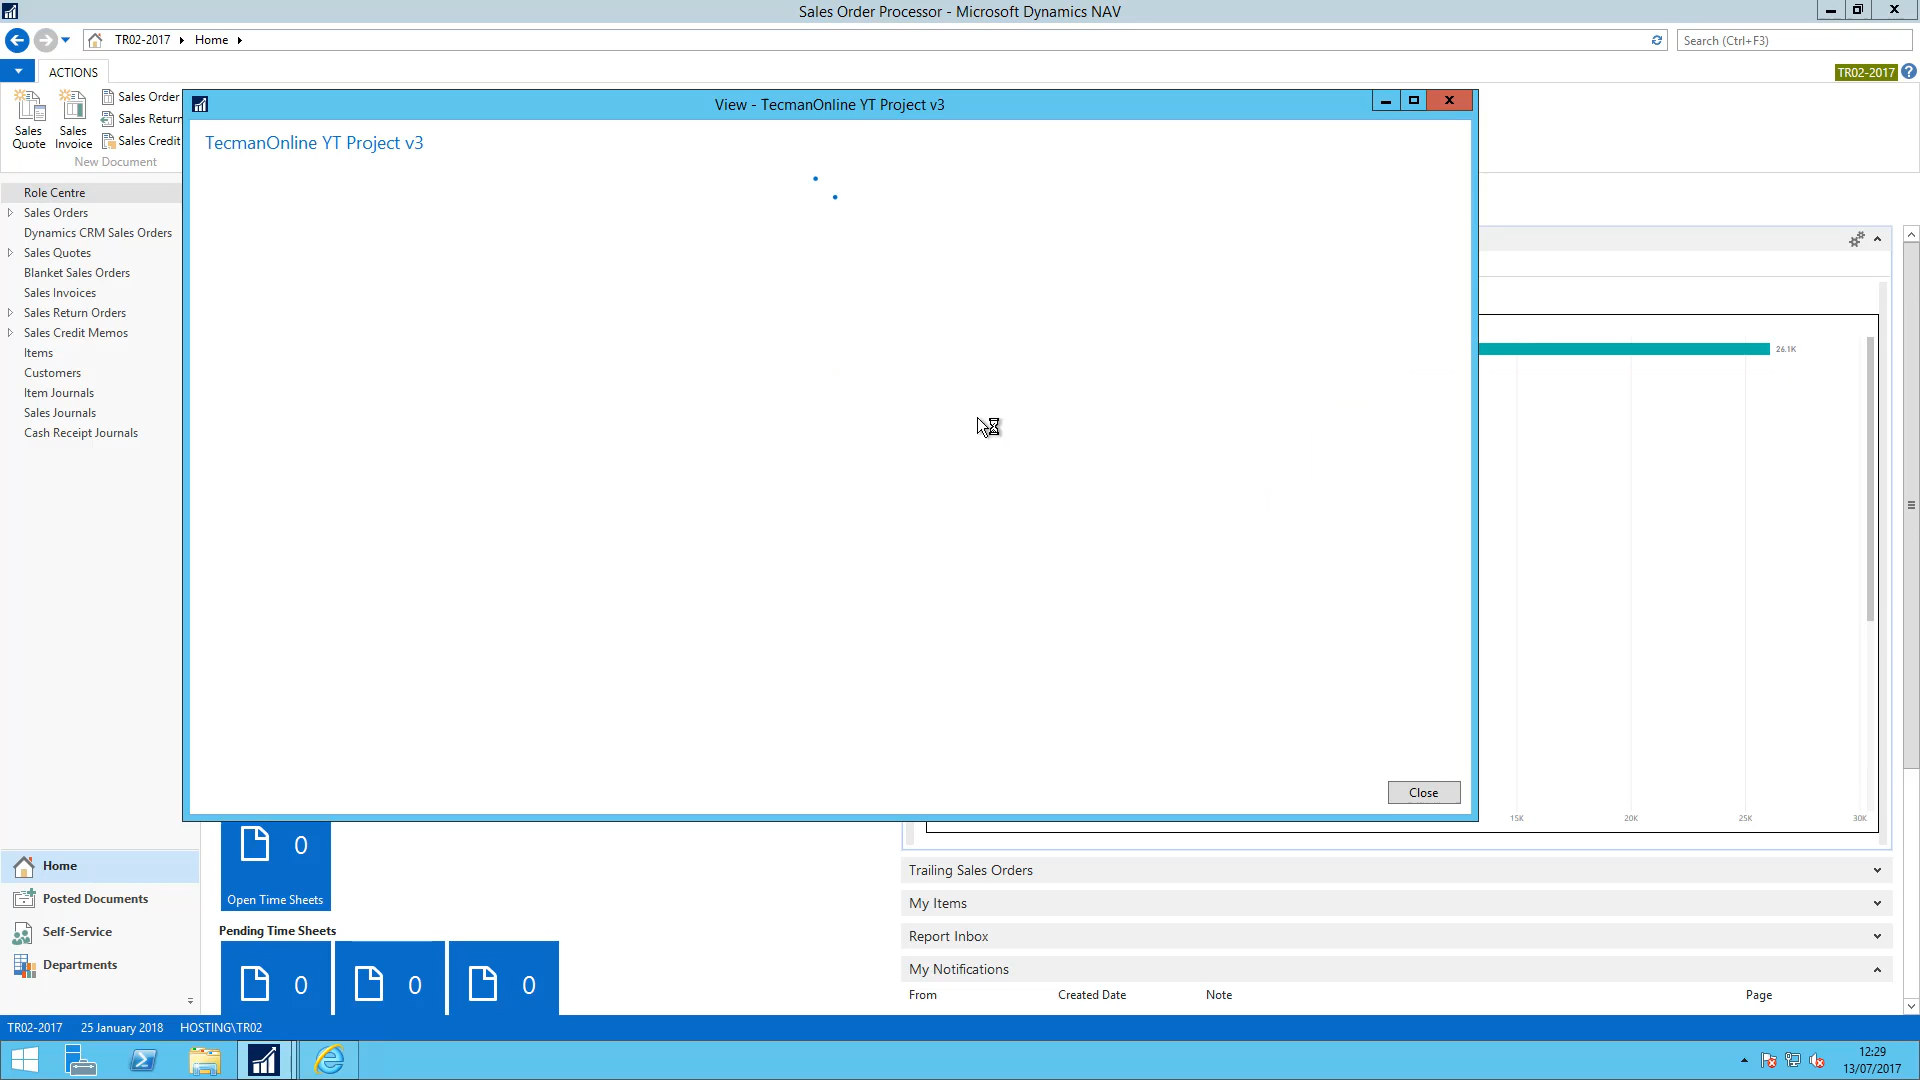 Sales Order Processor - Microsoft Dynamics NAV
TR02-2017
Home
Search (Ctrl+F3)
ACTIONS
TR02-2017
Sales Quote
Sales Invoice
Sales Order
Sales Return
Sales Credit
New Document
View - TecmanOnline YT Project v3
TecmanOnline YT Project v3
Role Centre
Sales Orders
Dynamics CRM Sales Orders
Sales Quotes
Blanket Sales Orders
Sales Invoices
Sales Return Orders
Sales Credit Memos
Items
Customers
Item Journals
Sales Journals
Cash Receipt Journals
26.1K
Close
15K
20K
25K
30K
Home
Posted Documents
Self-Service
Departments
0
Open Time Sheets
Pending Time Sheets
0
0
0
Trailing Sales Orders
My Items
Report Inbox
My Notifications
From
Created Date
Note
Page
TR02-2017
25 January 2018
HOSTING\TR02
12:29
13/07/2017